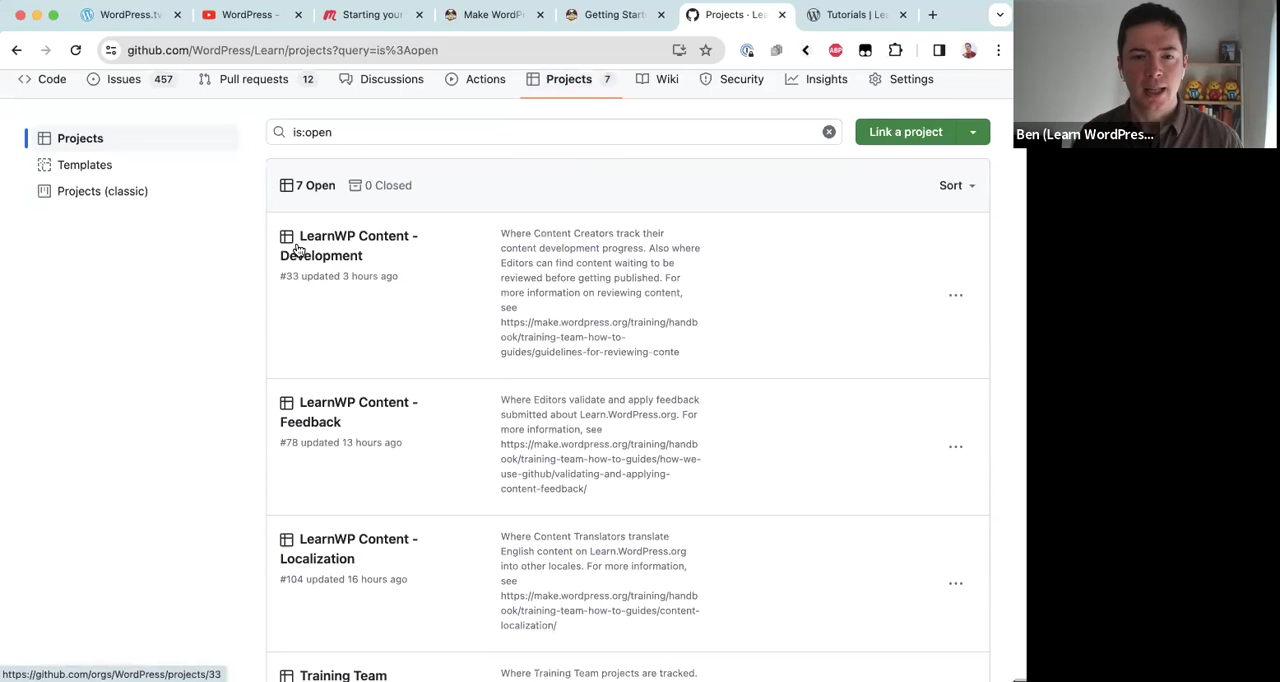 WordPress.tv
WordPress -
Starting your
Make WordP
Getting Start
Projects · Lea
Tutorials | Le
github.com/WordPress/Learn/projects?query=is%3Aopen
ABP
Code
Issues 457
Pull requests 12
Discussions
Actions
Projects 7
Wiki
Security
Insights
Settings
Ben (Learn WordPres...
Projects
Templates
Projects (classic)
is:open
Link a project
7 Open 0 Closed
Sort
LearnWP Content -
Development
#33 updated 3 hours ago
Where Content Creators track their
content development progress. Also where
Editors can find content waiting to be
reviewed before getting published. For
more information on reviewing content,
see
https://make.wordpress.org/training/handb
ook/training-team-how-to-
guides/guidelines-for-reviewing-conte
LearnWP Content -
Feedback
#78 updated 13 hours ago
Where Editors validate and apply feedback
submitted about Learn.WordPress.org. For
more information, see
https://make.wordpress.org/training/handb
ook/training-team-how-to-guides/how-we-
use-github/validating-and-applying-
content-feedback/
LearnWP Content -
Localization
#104 updated 16 hours ago
Where Content Translators translate
English content on Learn.WordPress.org
into other locales. For more information,
see
https://make.wordpress.org/training/handb
ook/training-team-how-to-guides/content-
localization/
Training Team
Where Training Team projects are tracked.
https://github.com/orgs/WordPress/projects/33